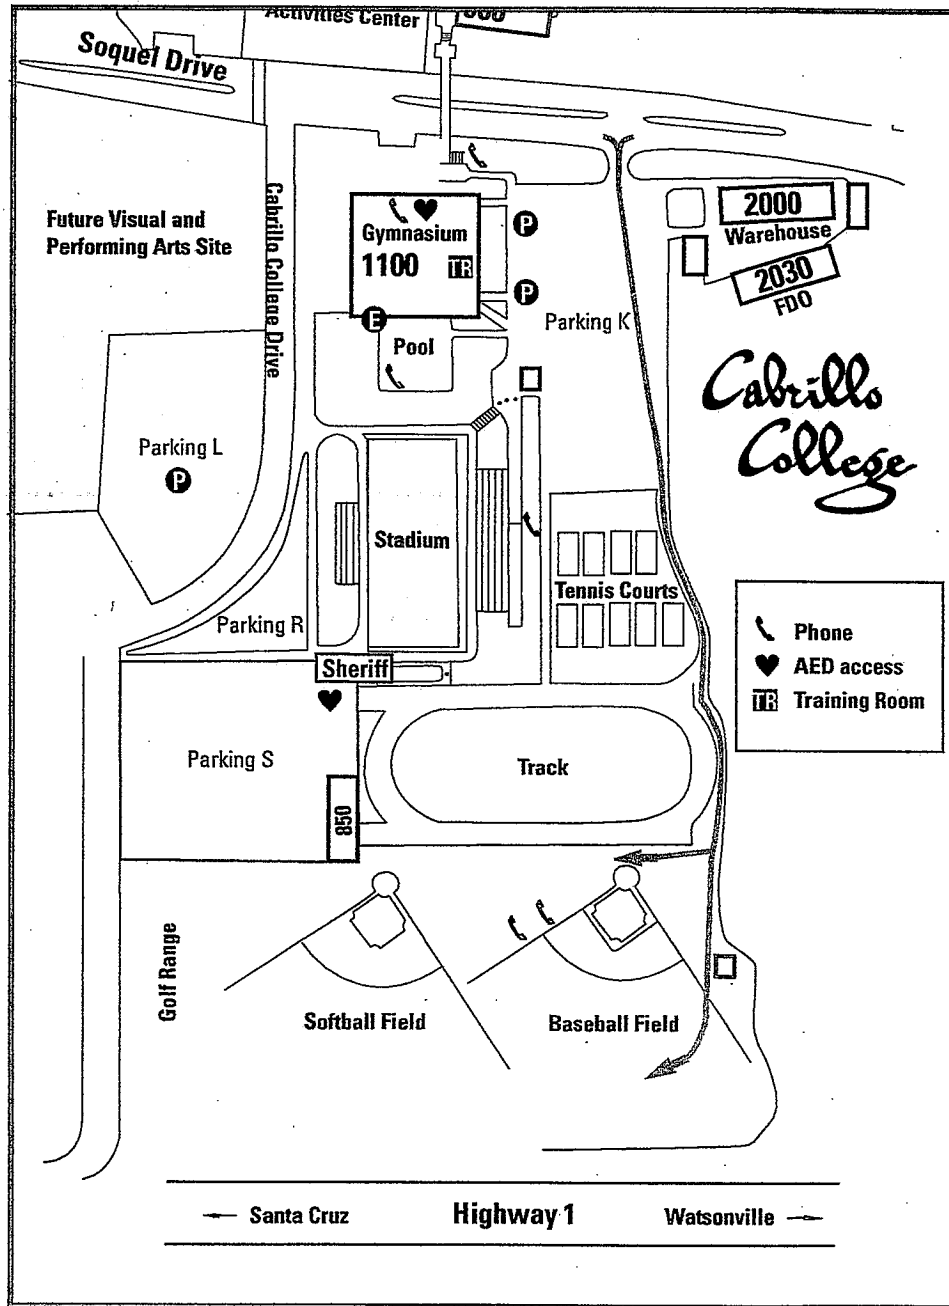 Activities Center
Soquel Drive
Cabrillo College Drive
Future Visual and
Performing Arts Site
Gymnasium
1100 TR
P
P
E
Pool
Parking K
2000
Warehouse
2030
FDO
Cabrillo
College
Parking L
P
Stadium
Tennis Courts
Parking R
Sheriff
Phone
AED access
TR Training Room
Parking S
850
Track
Golf Range
Softball Field
Baseball Field
← Santa Cruz
Highway 1
Watsonville →